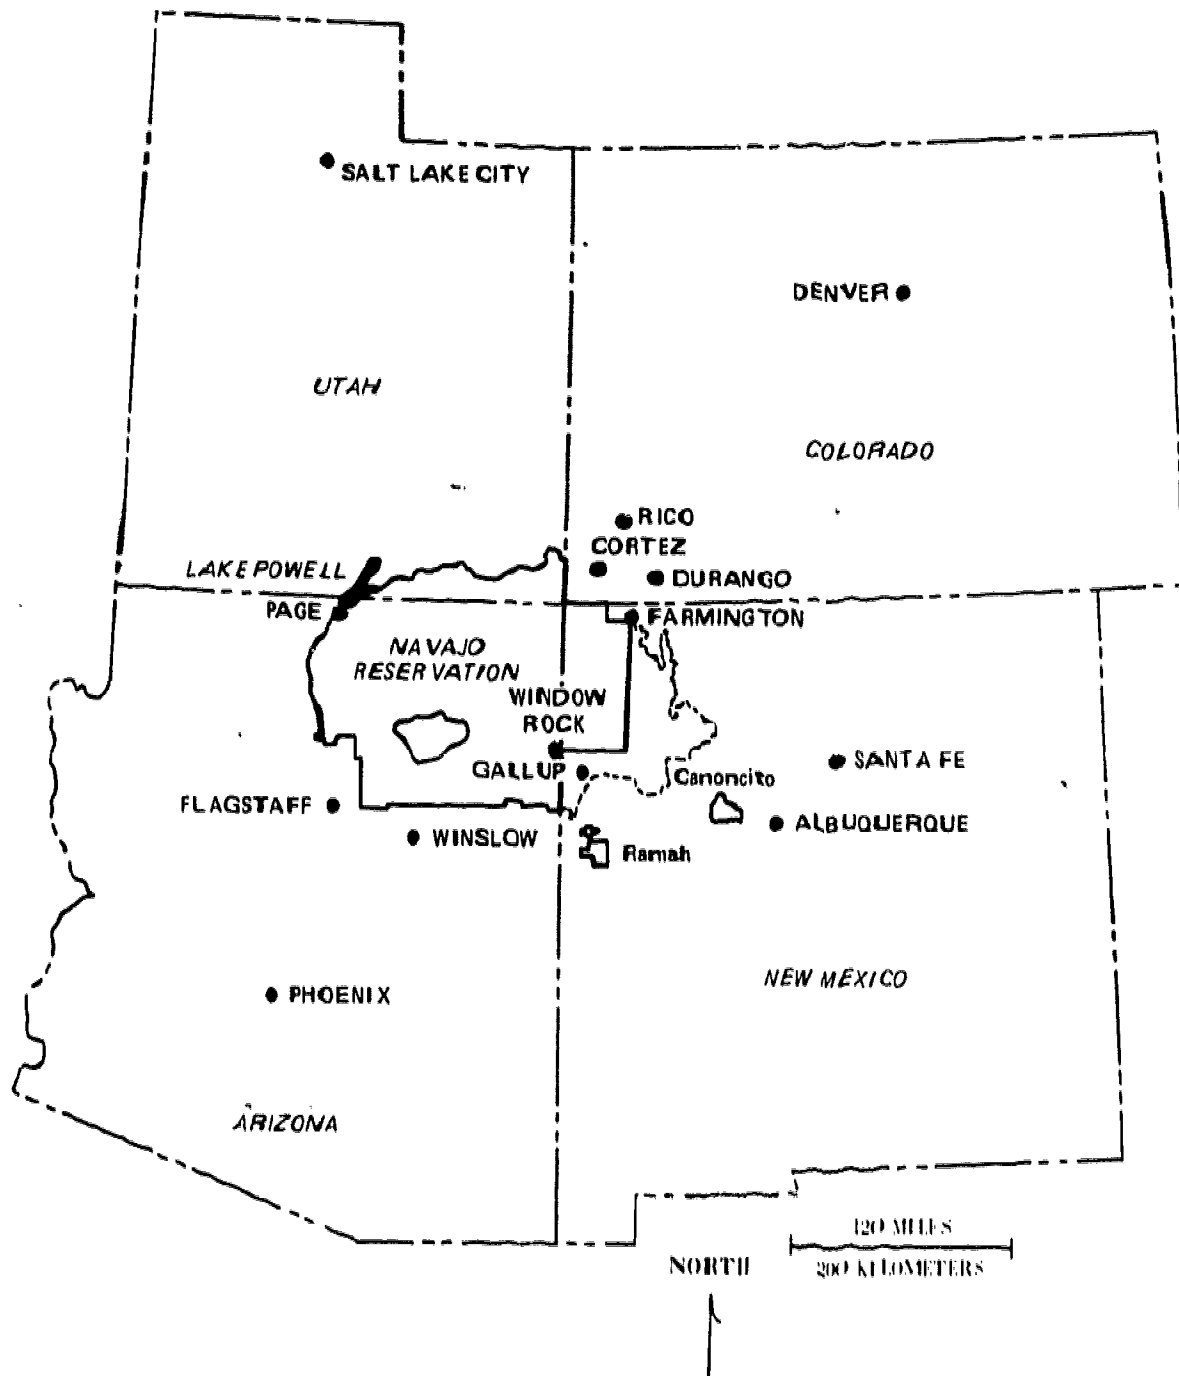 SALT LAKE CITY
DENVER
UTAH
COLORADO
RICO
CORTEZ
LAKE POWELL
DURANGO
PAGE
FARMINGTON
NAVAJO
RESERVATION
WINDOW
ROCK
SANTA FE
GALLUP
Canoncito
FLAGSTAFF
ALBUQUERQUE
WINSLOW
Ramah
NEW MEXICO
PHOENIX
ARIZONA
120 MILES
NORTH
200 KILOMETERS